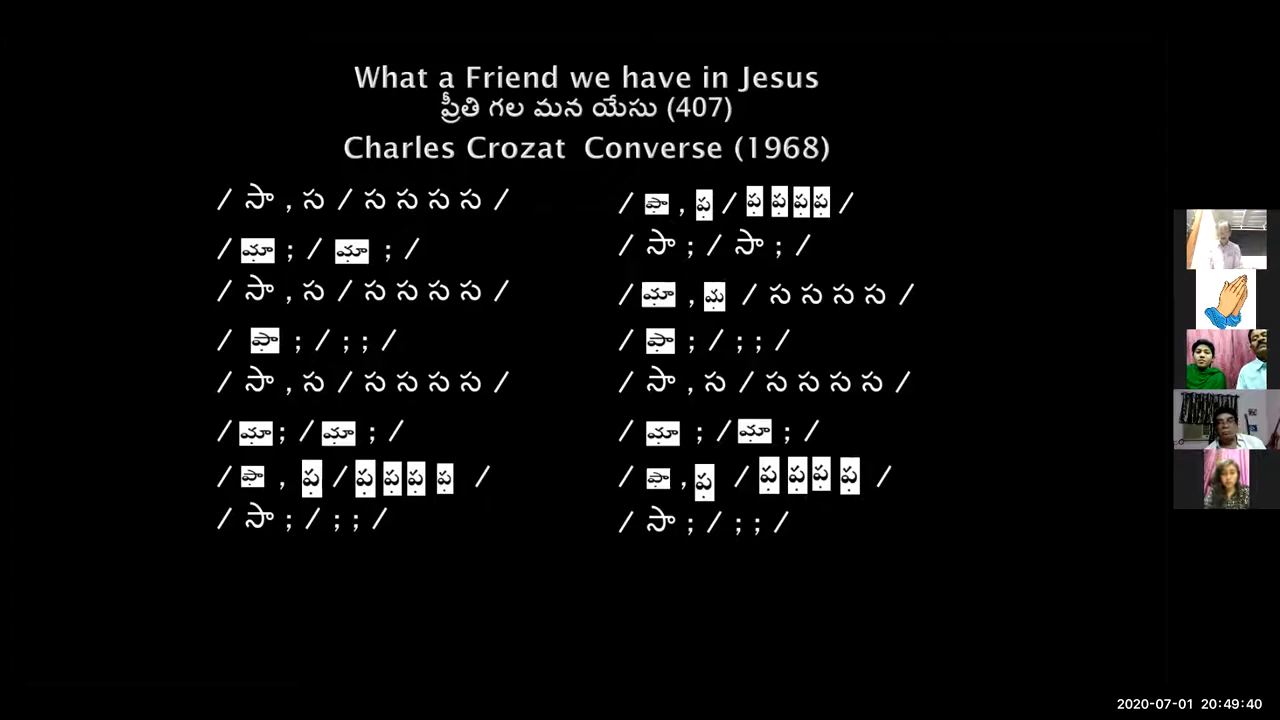 What a Friend we have in Jesus
ప్రీతి గల మన యేసు (407)
Charles Crozat Converse (1968)
/ సా , స / స స స స /
/ మా ; / మా ; /
/ సా , స / స స స స /
/ పా ; / ; ; /
/ సా , స / స స స స /
/ మా ; / మా ; /
/ పా , ప / ప ప ప ప /
/ సా ; / ; ; /
/ పా , ప / ప ప ప ప /
/ సా ; / సా ; /
/ మా , మ / స స స స /
/ పా ; / ; ; /
/ సా , స / స స స స /
/ మా ; / మా ; /
/ పా , ప / ప ప ప ప /
/ సా ; / ; ; /
2020-07-01 20:49:40